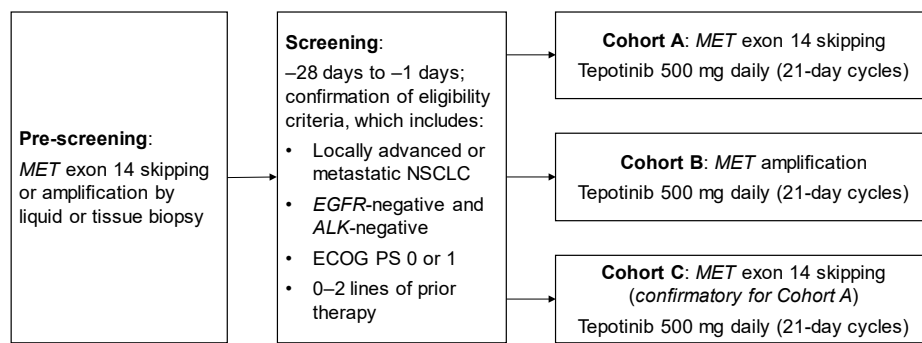 Pre-screening:
MET exon 14 skipping
or amplification by
liquid or tissue biopsy
Screening:
–28 days to –1 days;
confirmation of eligibility
criteria, which includes:
• Locally advanced or
metastatic NSCLC
• EGFR-negative and
ALK-negative
• ECOG PS 0 or 1
• 0–2 lines of prior
therapy
Cohort A: MET exon 14 skipping
Tepotinib 500 mg daily (21-day cycles)
Cohort B: MET amplification
Tepotinib 500 mg daily (21-day cycles)
Cohort C: MET exon 14 skipping
(confirmatory for Cohort A)
Tepotinib 500 mg daily (21-day cycles)